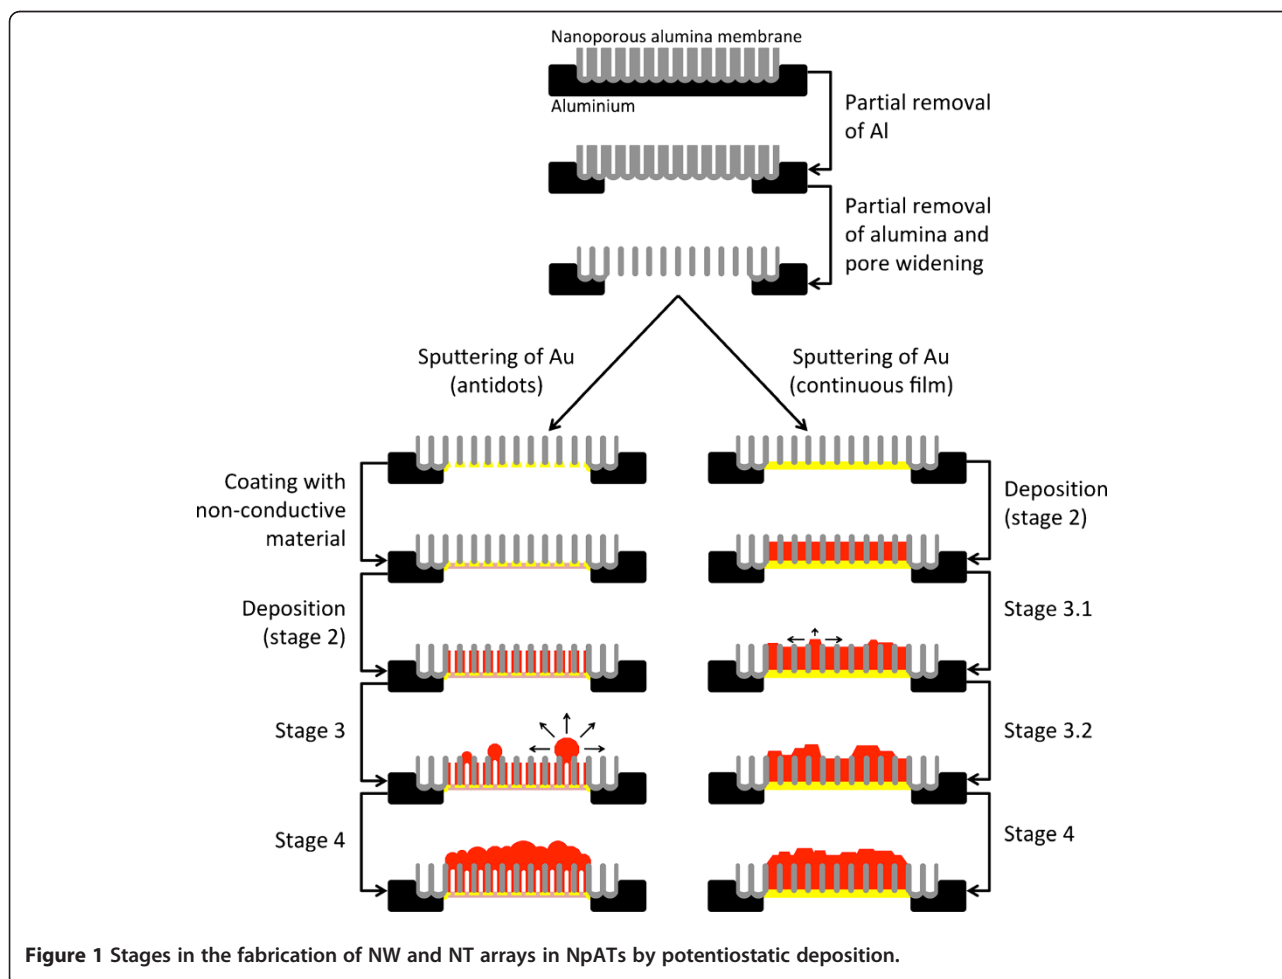 Nanoporous alumina membrane
Aluminium
Partial removal
of Al
Partial removal
of alumina and
pore widening
Sputtering of Au
(antidots)
Sputtering of Au
(continuous film)
Coating with
non-conductive
material
Deposition
(stage 2)
Stage 3
Stage 4
Deposition
(stage 2)
Stage 3.1
Stage 3.2
Stage 4
Figure 1 Stages in the fabrication of NW and NT arrays in NpATs by potentiostatic deposition.